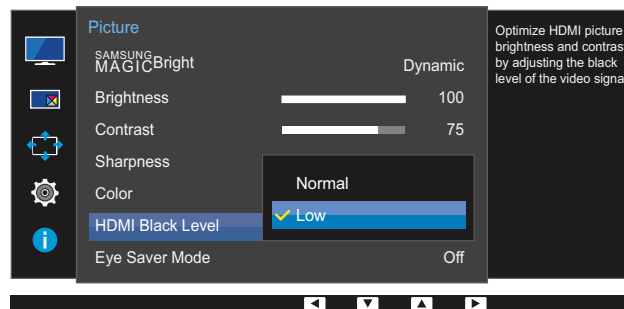 Picture
SAMSUNG
MAGICBright Dynamic
Brightness 100
Contrast 75
Sharpness
Color
HDMI Black Level
Normal
Low
Eye Saver Mode Off
Optimize HDMI picture
brightness and contras
by adjusting the black
level of the video signa